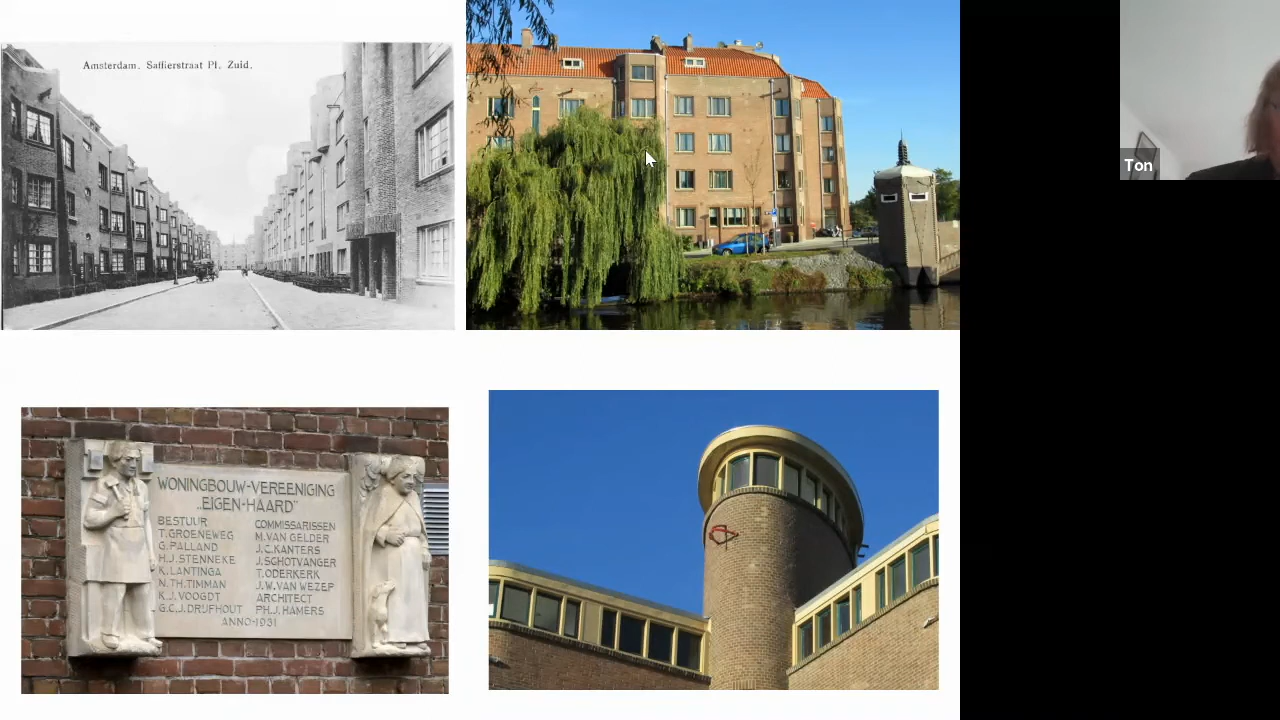 Amsterdam. Saffierstraat Pl. Zuid.
Ton
WONINGBOUW-VEREENIGING
„EIGEN-HAARD”
BESTUUR
T. GROENEWEG
G. PALLAND
H.J. STENNEKE
K. LANTINGA
N. TH. TIMMAN
K.J. VOOGDT
G.C.J. DRIJFHOUT
COMMISSARISSEN
M. VAN GELDER
J.C. KANTERS
J. SCHOTVANGER
T. ODERKERK
J.W. VAN WEZEP
ARCHITECT
PH.J. HAMERS
ANNO-1931